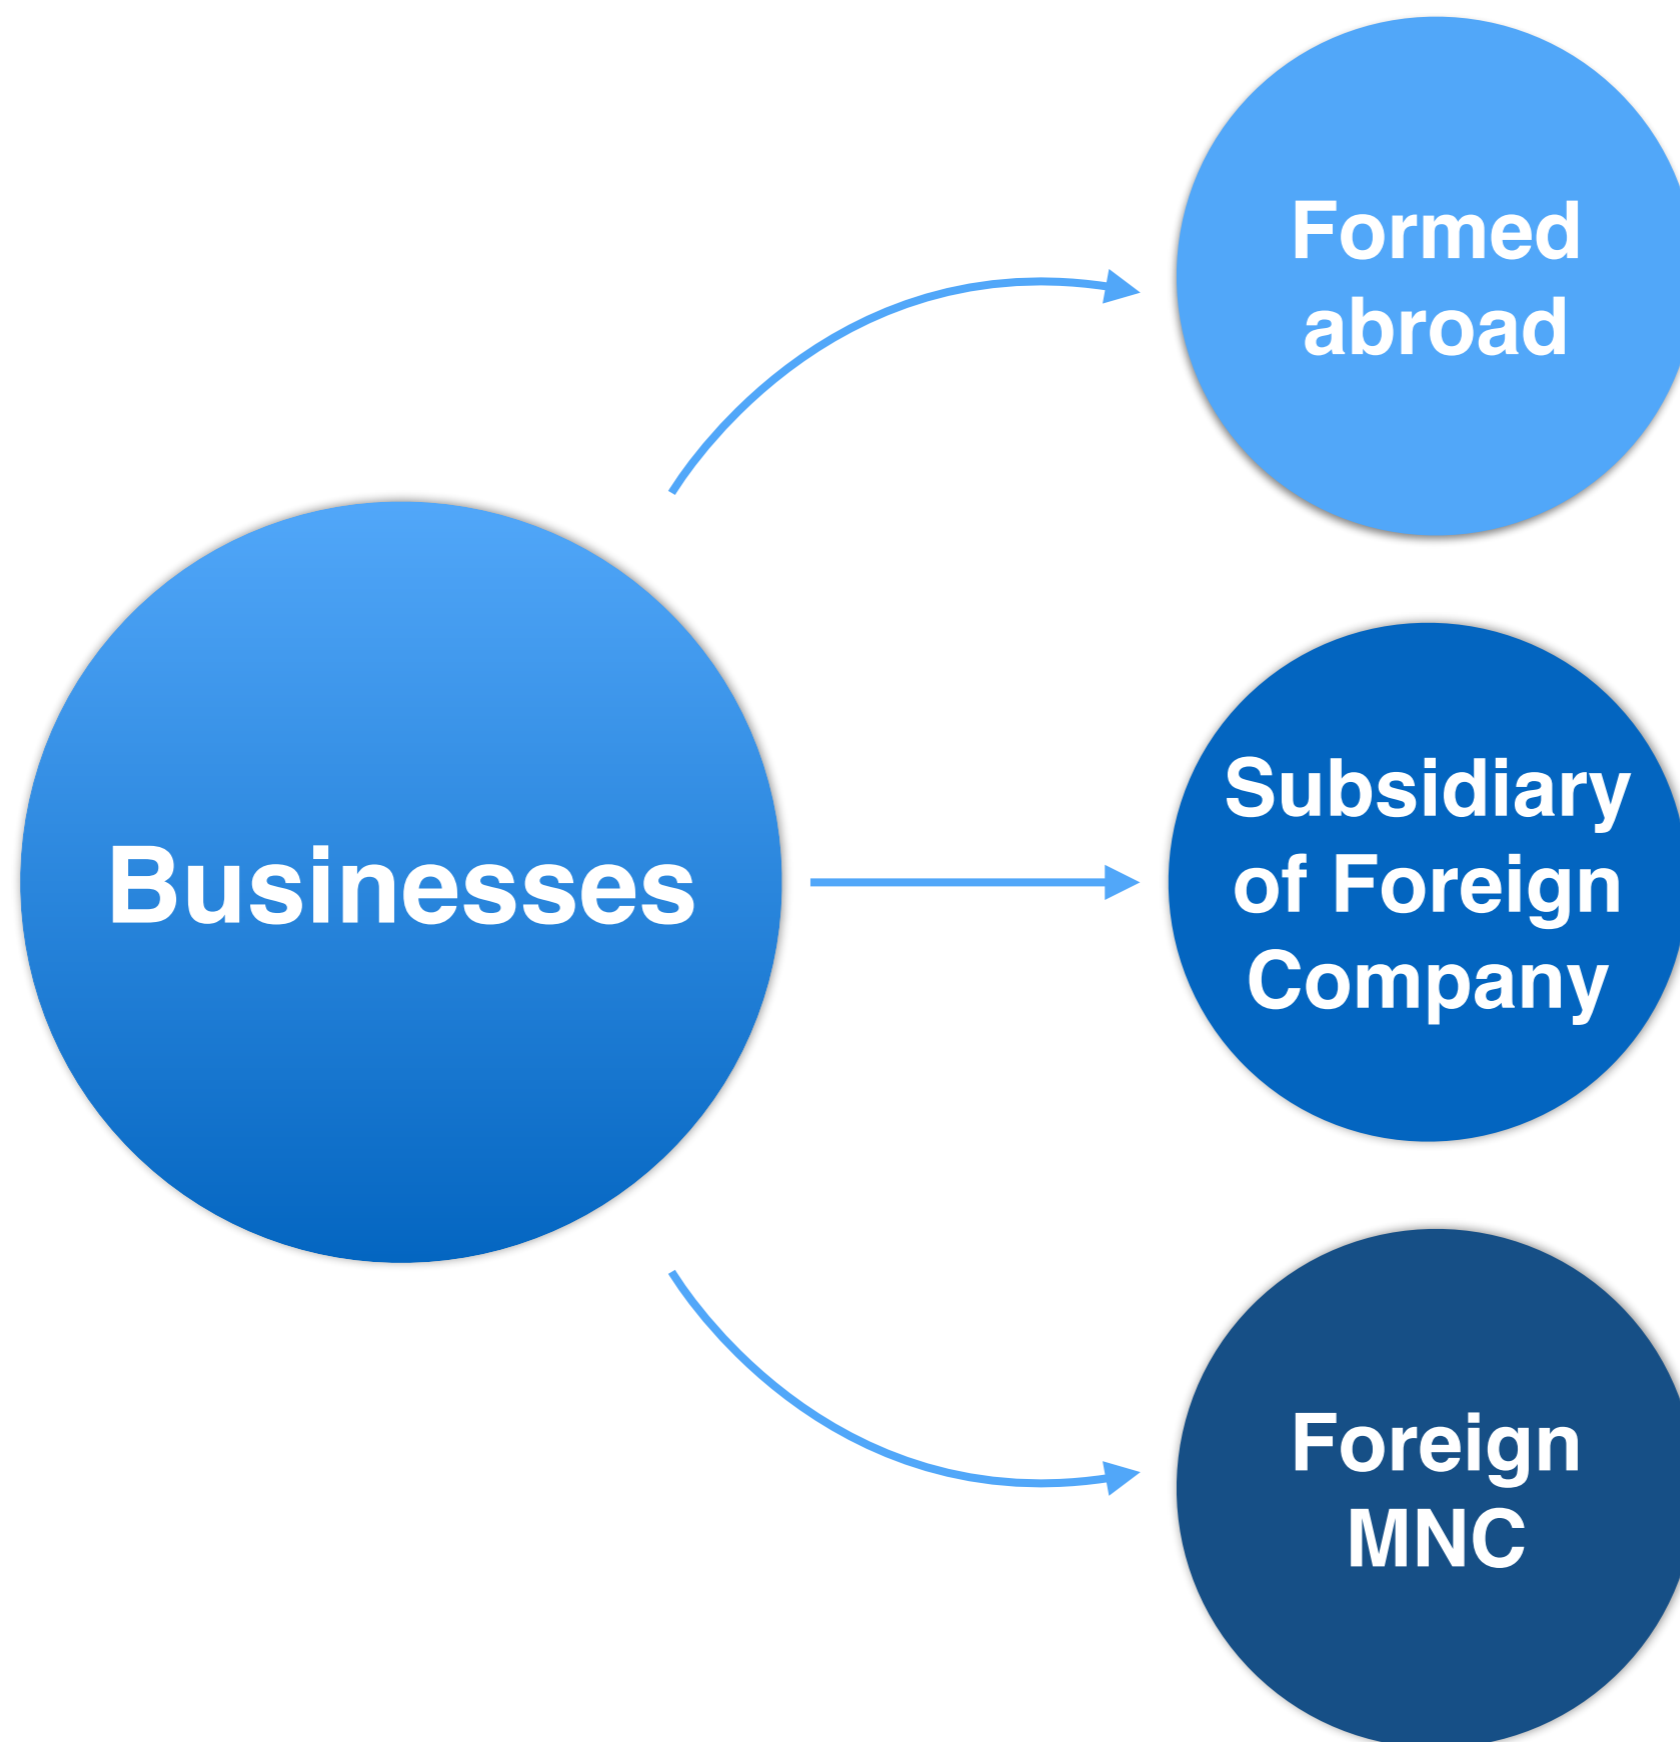 Formed
abroad
Businesses
Subsidiary
of Foreign
Company
Foreign
MNC